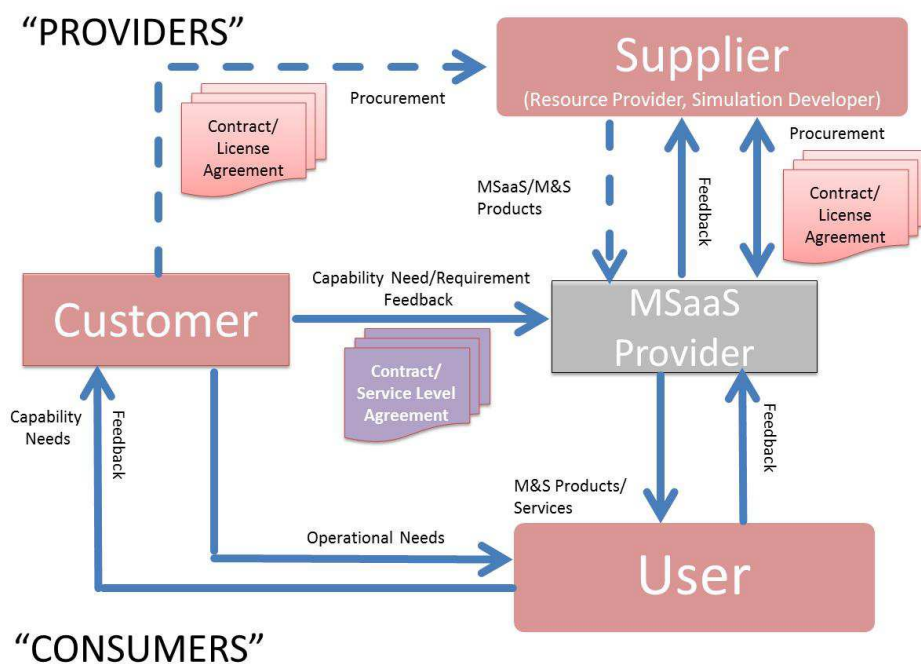 “PROVIDERS”
Supplier
(Resource Provider, Simulation Developer)
Procurement
Contract/
License
Agreement
MSaaS/M&S
Products
Feedback
Procurement
Contract/
License
Agreement
Customer
Capability Need/Requirement
Feedback
Contract/
Service Level
Agreement
MSaaS
Provider
Capability
Needs
Feedback
Operational Needs
M&S Products/
Services
Feedback
User
“CONSUMERS”